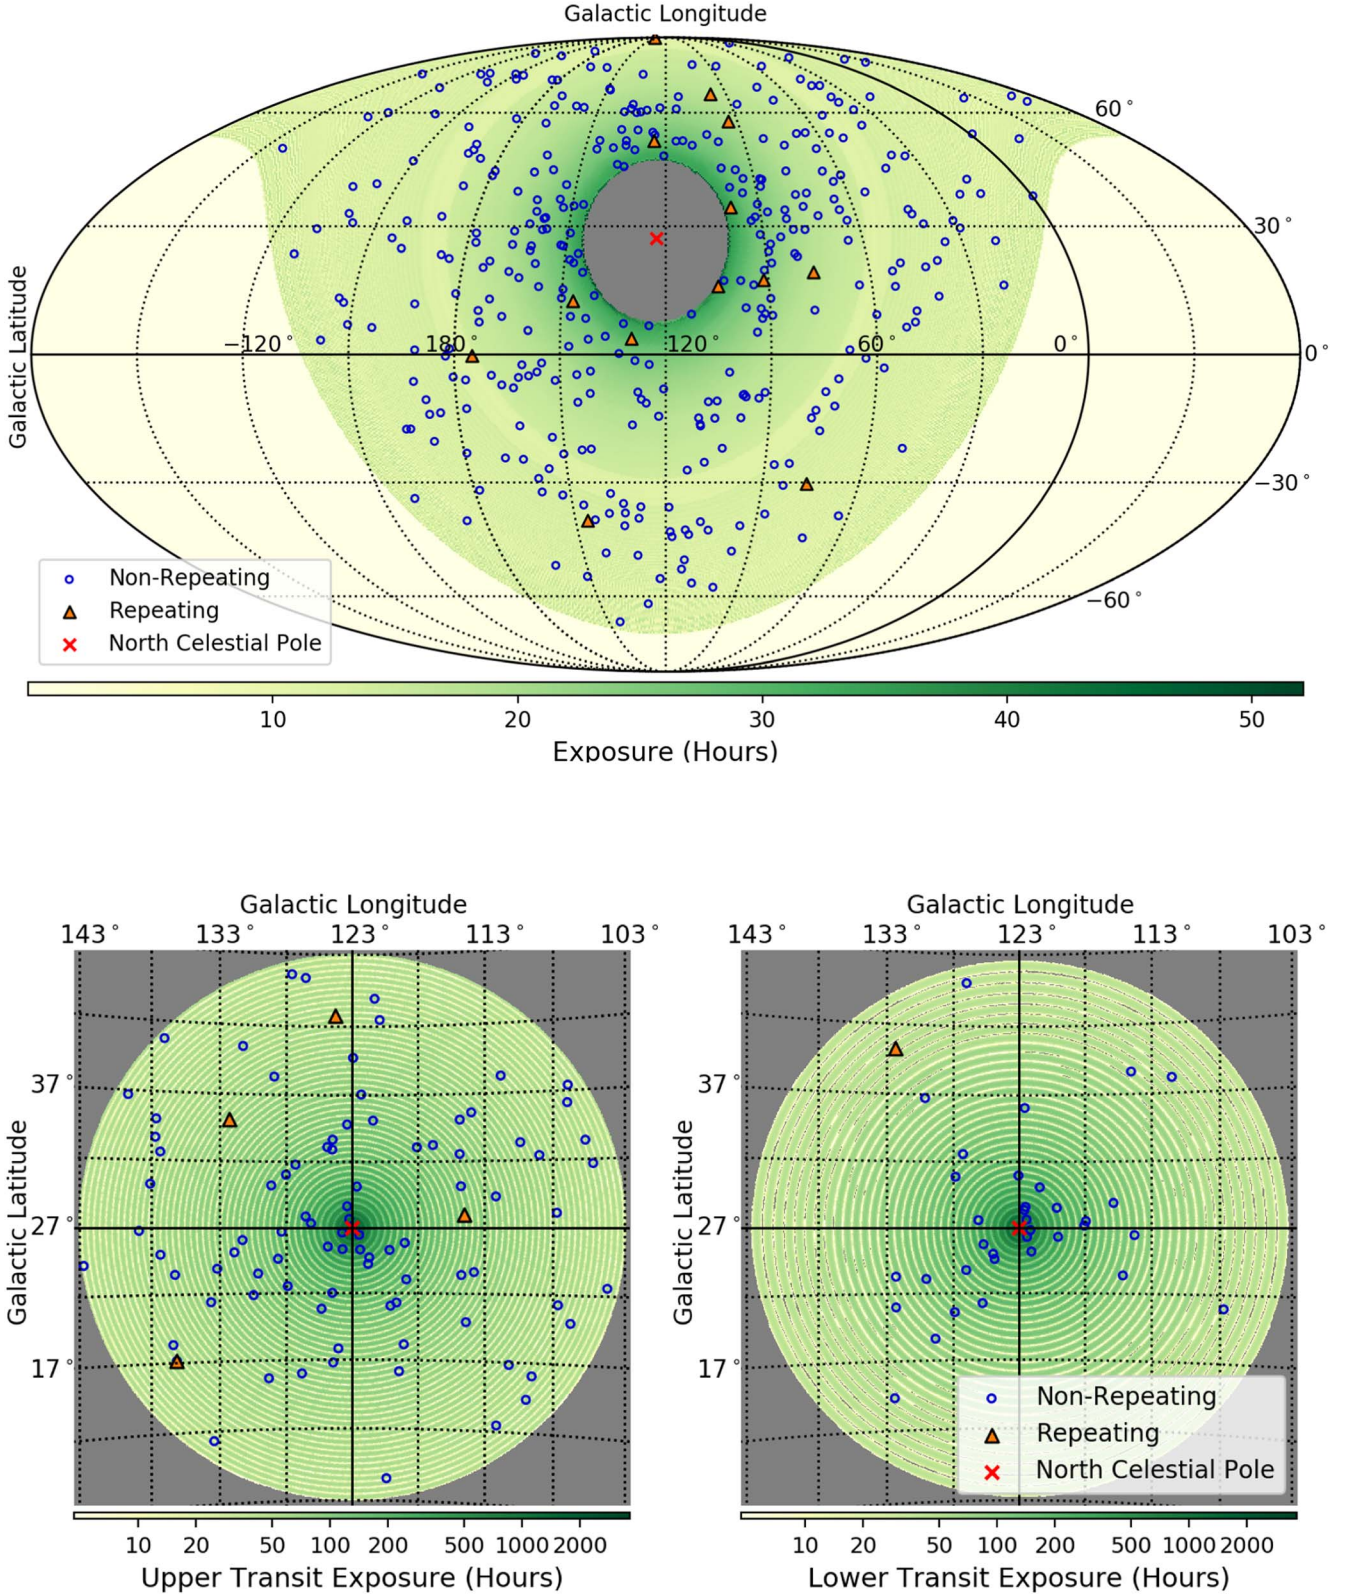 Galactic Longitude
60°
30°
Galactic Latitude
−120° 180° 120° 60° 0° 0°
−30°
−60°
Non-Repeating
Repeating
North Celestial Pole
10 20 30 40 50
Exposure (Hours)
Galactic Longitude
143° 133° 123° 113° 103°
37°
27°
17°
Galactic Latitude
10 20 50 100 200 500 1000 2000
Upper Transit Exposure (Hours)
Galactic Longitude
143° 133° 123° 113° 103°
37°
27°
17°
Galactic Latitude
Non-Repeating
Repeating
North Celestial Pole
10 20 50 100 200 500 1000 2000
Lower Transit Exposure (Hours)